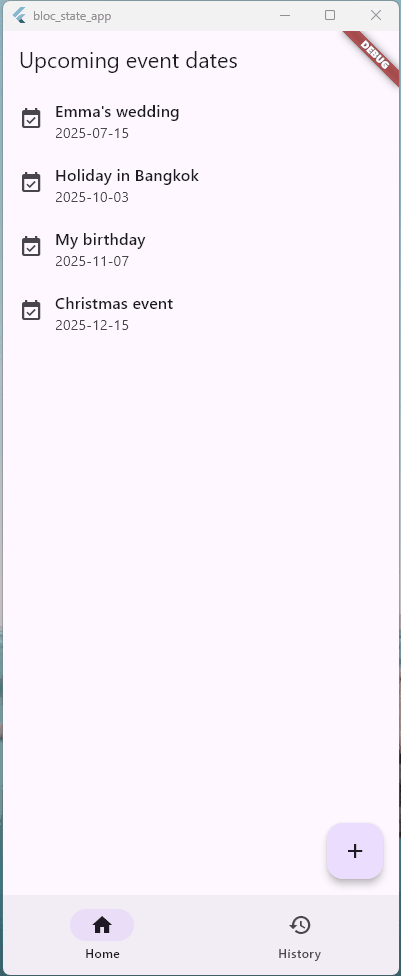 bloc_state_app
DEBUG
Upcoming event dates
Emma's wedding
2025-07-15
Holiday in Bangkok
2025-10-03
My birthday
2025-11-07
Christmas event
2025-12-15
Home
History